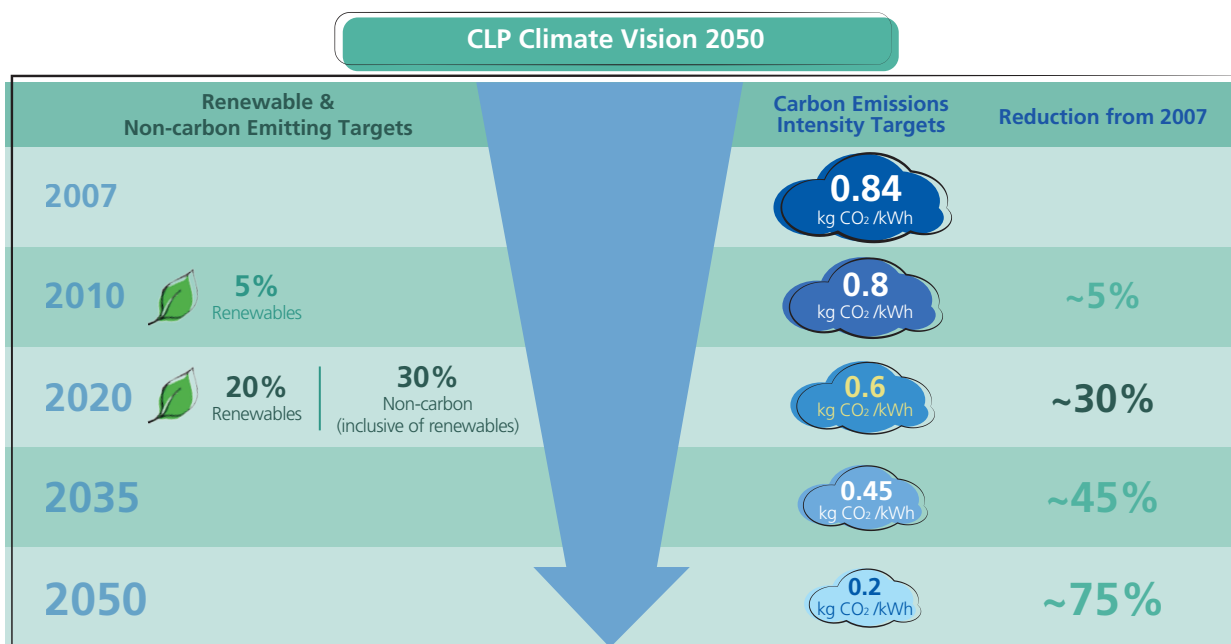 CLP Climate Vision 2050
Renewable &
Non-carbon Emitting Targets
Carbon Emissions
Intensity Targets
Reduction from 2007
2007
0.84
kg CO₂ /kWh
2010
5%
Renewables
0.8
kg CO₂ /kWh
~5%
2020
20%
Renewables
30%
Non-carbon
(inclusive of renewables)
0.6
kg CO₂ /kWh
~30%
2035
0.45
kg CO₂ /kWh
~45%
2050
0.2
kg CO₂ /kWh
~75%